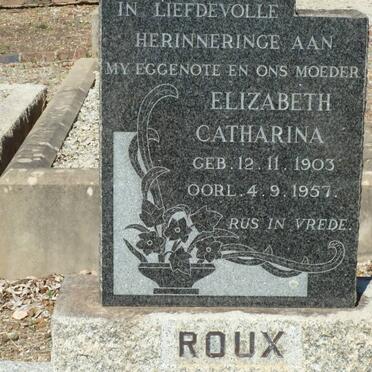 IN LIEFDEVOLLE
HERINNERINGE AAN
MY EGGENOTE EN ONS MOEDER
ELIZABETH
CATHARINA
GEB. 12. 11. 1903
OORL. 4. 9. 1957.
RUS IN VREDE.
ROUX